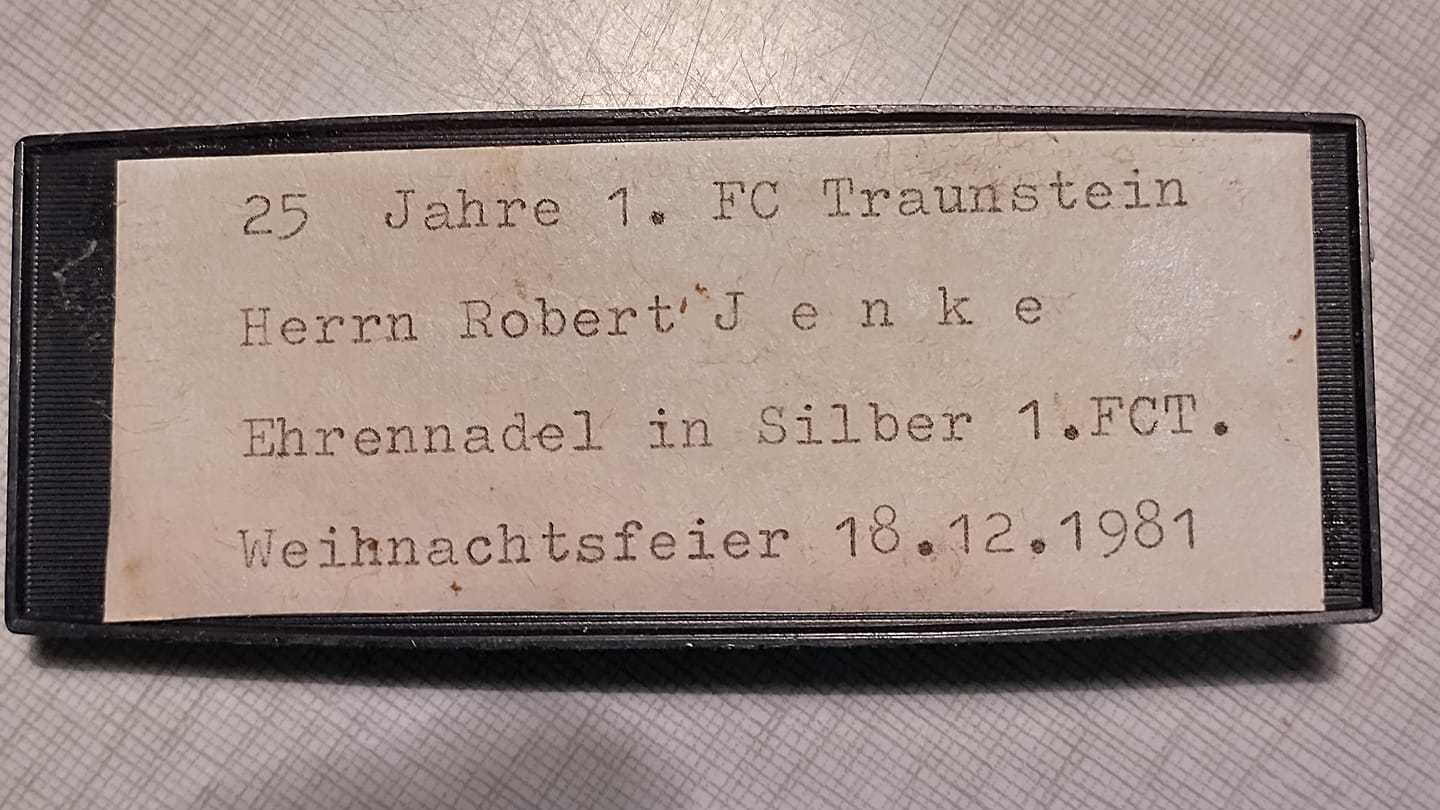 25 Jahre 1. FC Traunstein
Herrn Robert J e n k e
Ehrennadel in Silber 1.FCT.
Weihnachtsfeier 18.12.1981